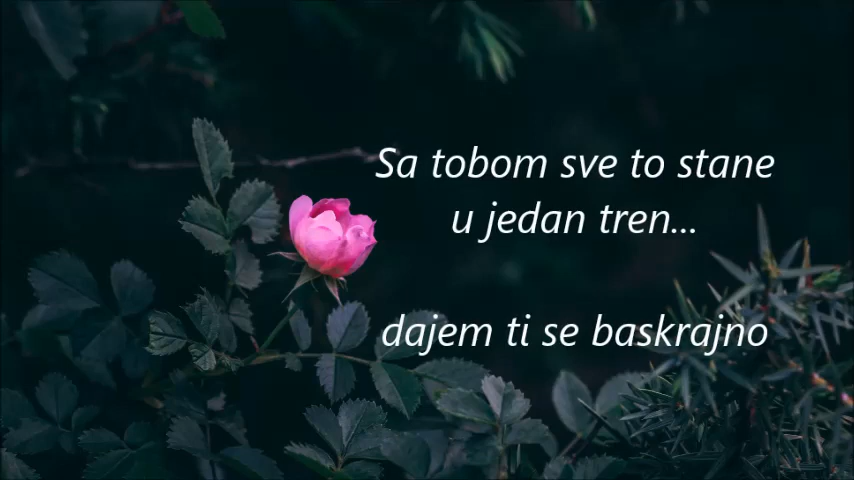 Sa tobom sve to stane
u jedan tren...
dajem ti se baskrajno